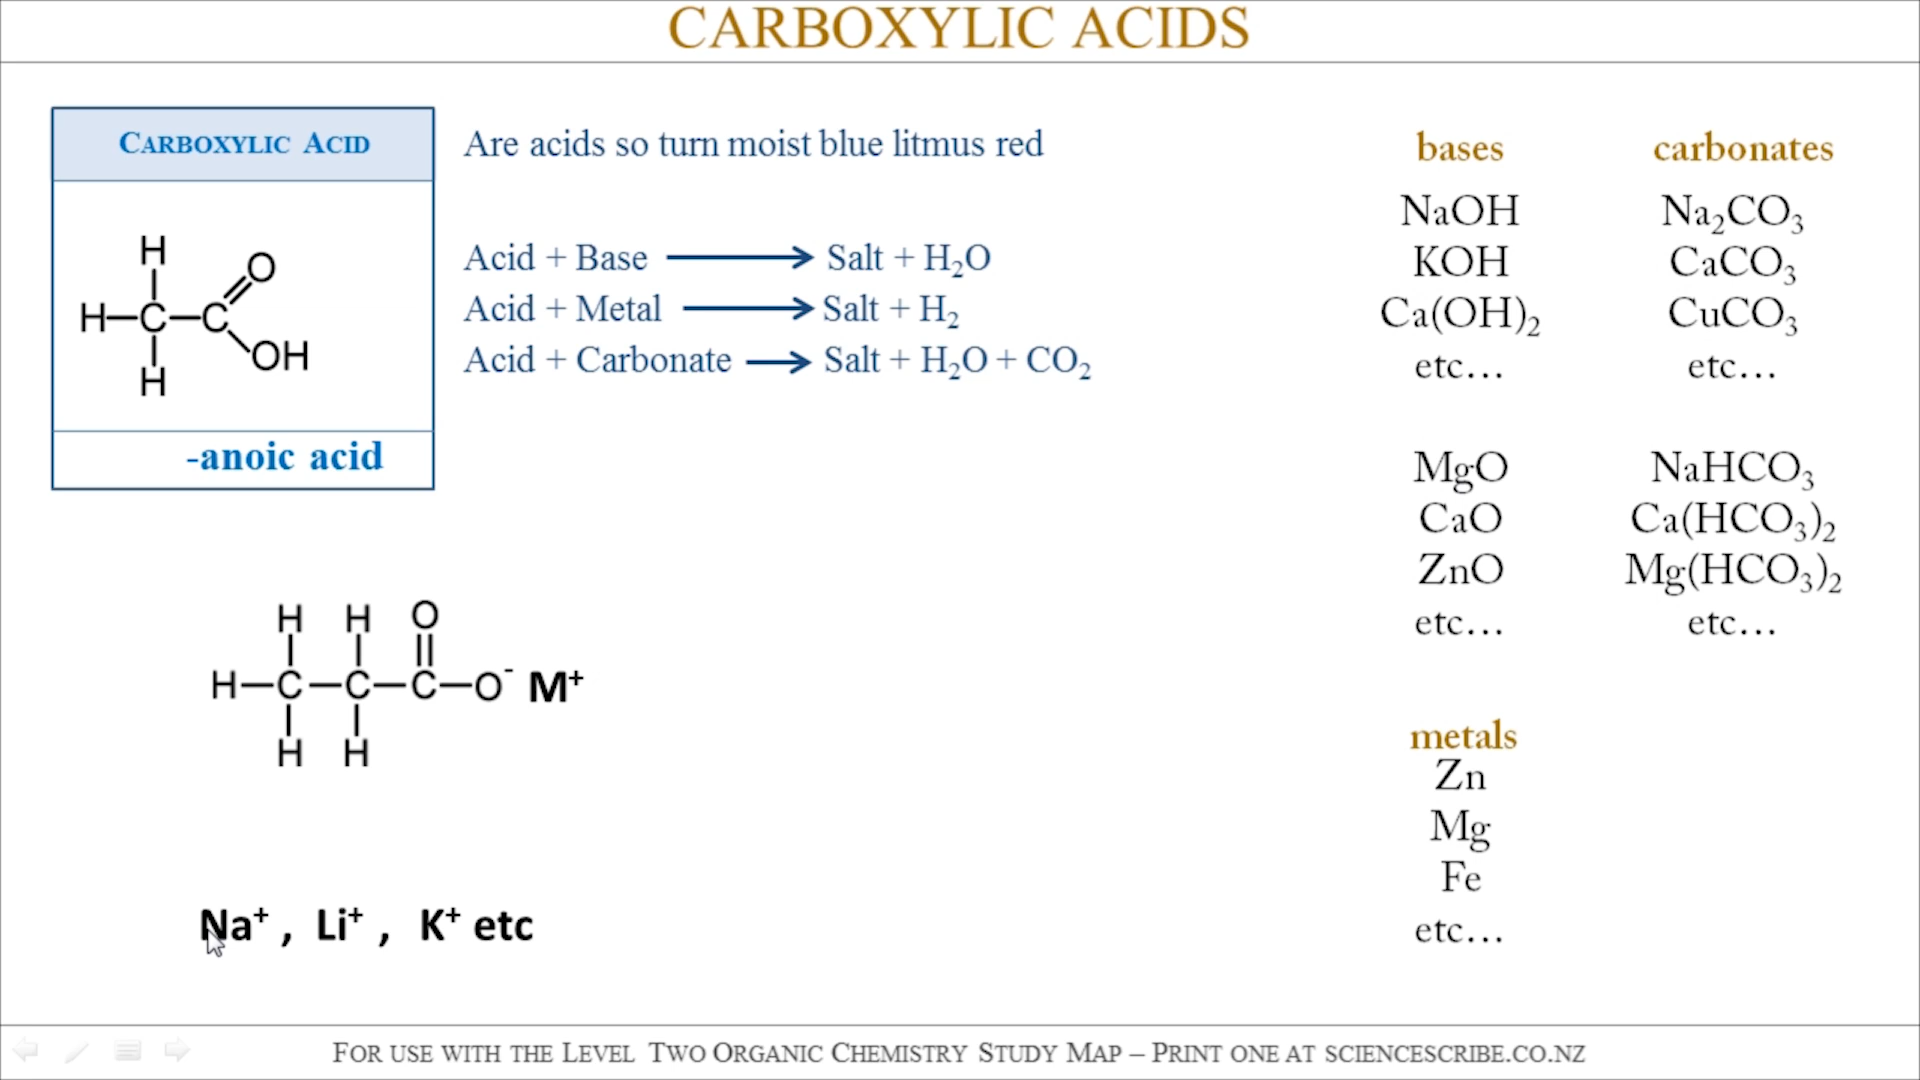 CARBOXYLIC ACIDS
CARBOXYLIC ACID
H
O
H–C–C
OH
H
-anoic acid
Are acids so turn moist blue litmus red
Acid + Base ⟶ Salt + H₂O
Acid + Metal ⟶ Salt + H₂
Acid + Carbonate ⟶ Salt + H₂O + CO₂
H H O
H–C–C–C–O⁻ M⁺
H H
Na⁺ , Li⁺ , K⁺ etc
bases
NaOH
KOH
Ca(OH)₂
etc…
MgO
CaO
ZnO
etc…
carbonates
Na₂CO₃
CaCO₃
CuCO₃
etc…
NaHCO₃
Ca(HCO₃)₂
Mg(HCO₃)₂
etc…
metals
Zn
Mg
Fe
etc…
FOR USE WITH THE LEVEL TWO ORGANIC CHEMISTRY STUDY MAP – PRINT ONE AT SCIENCESCRIBE.CO.NZ